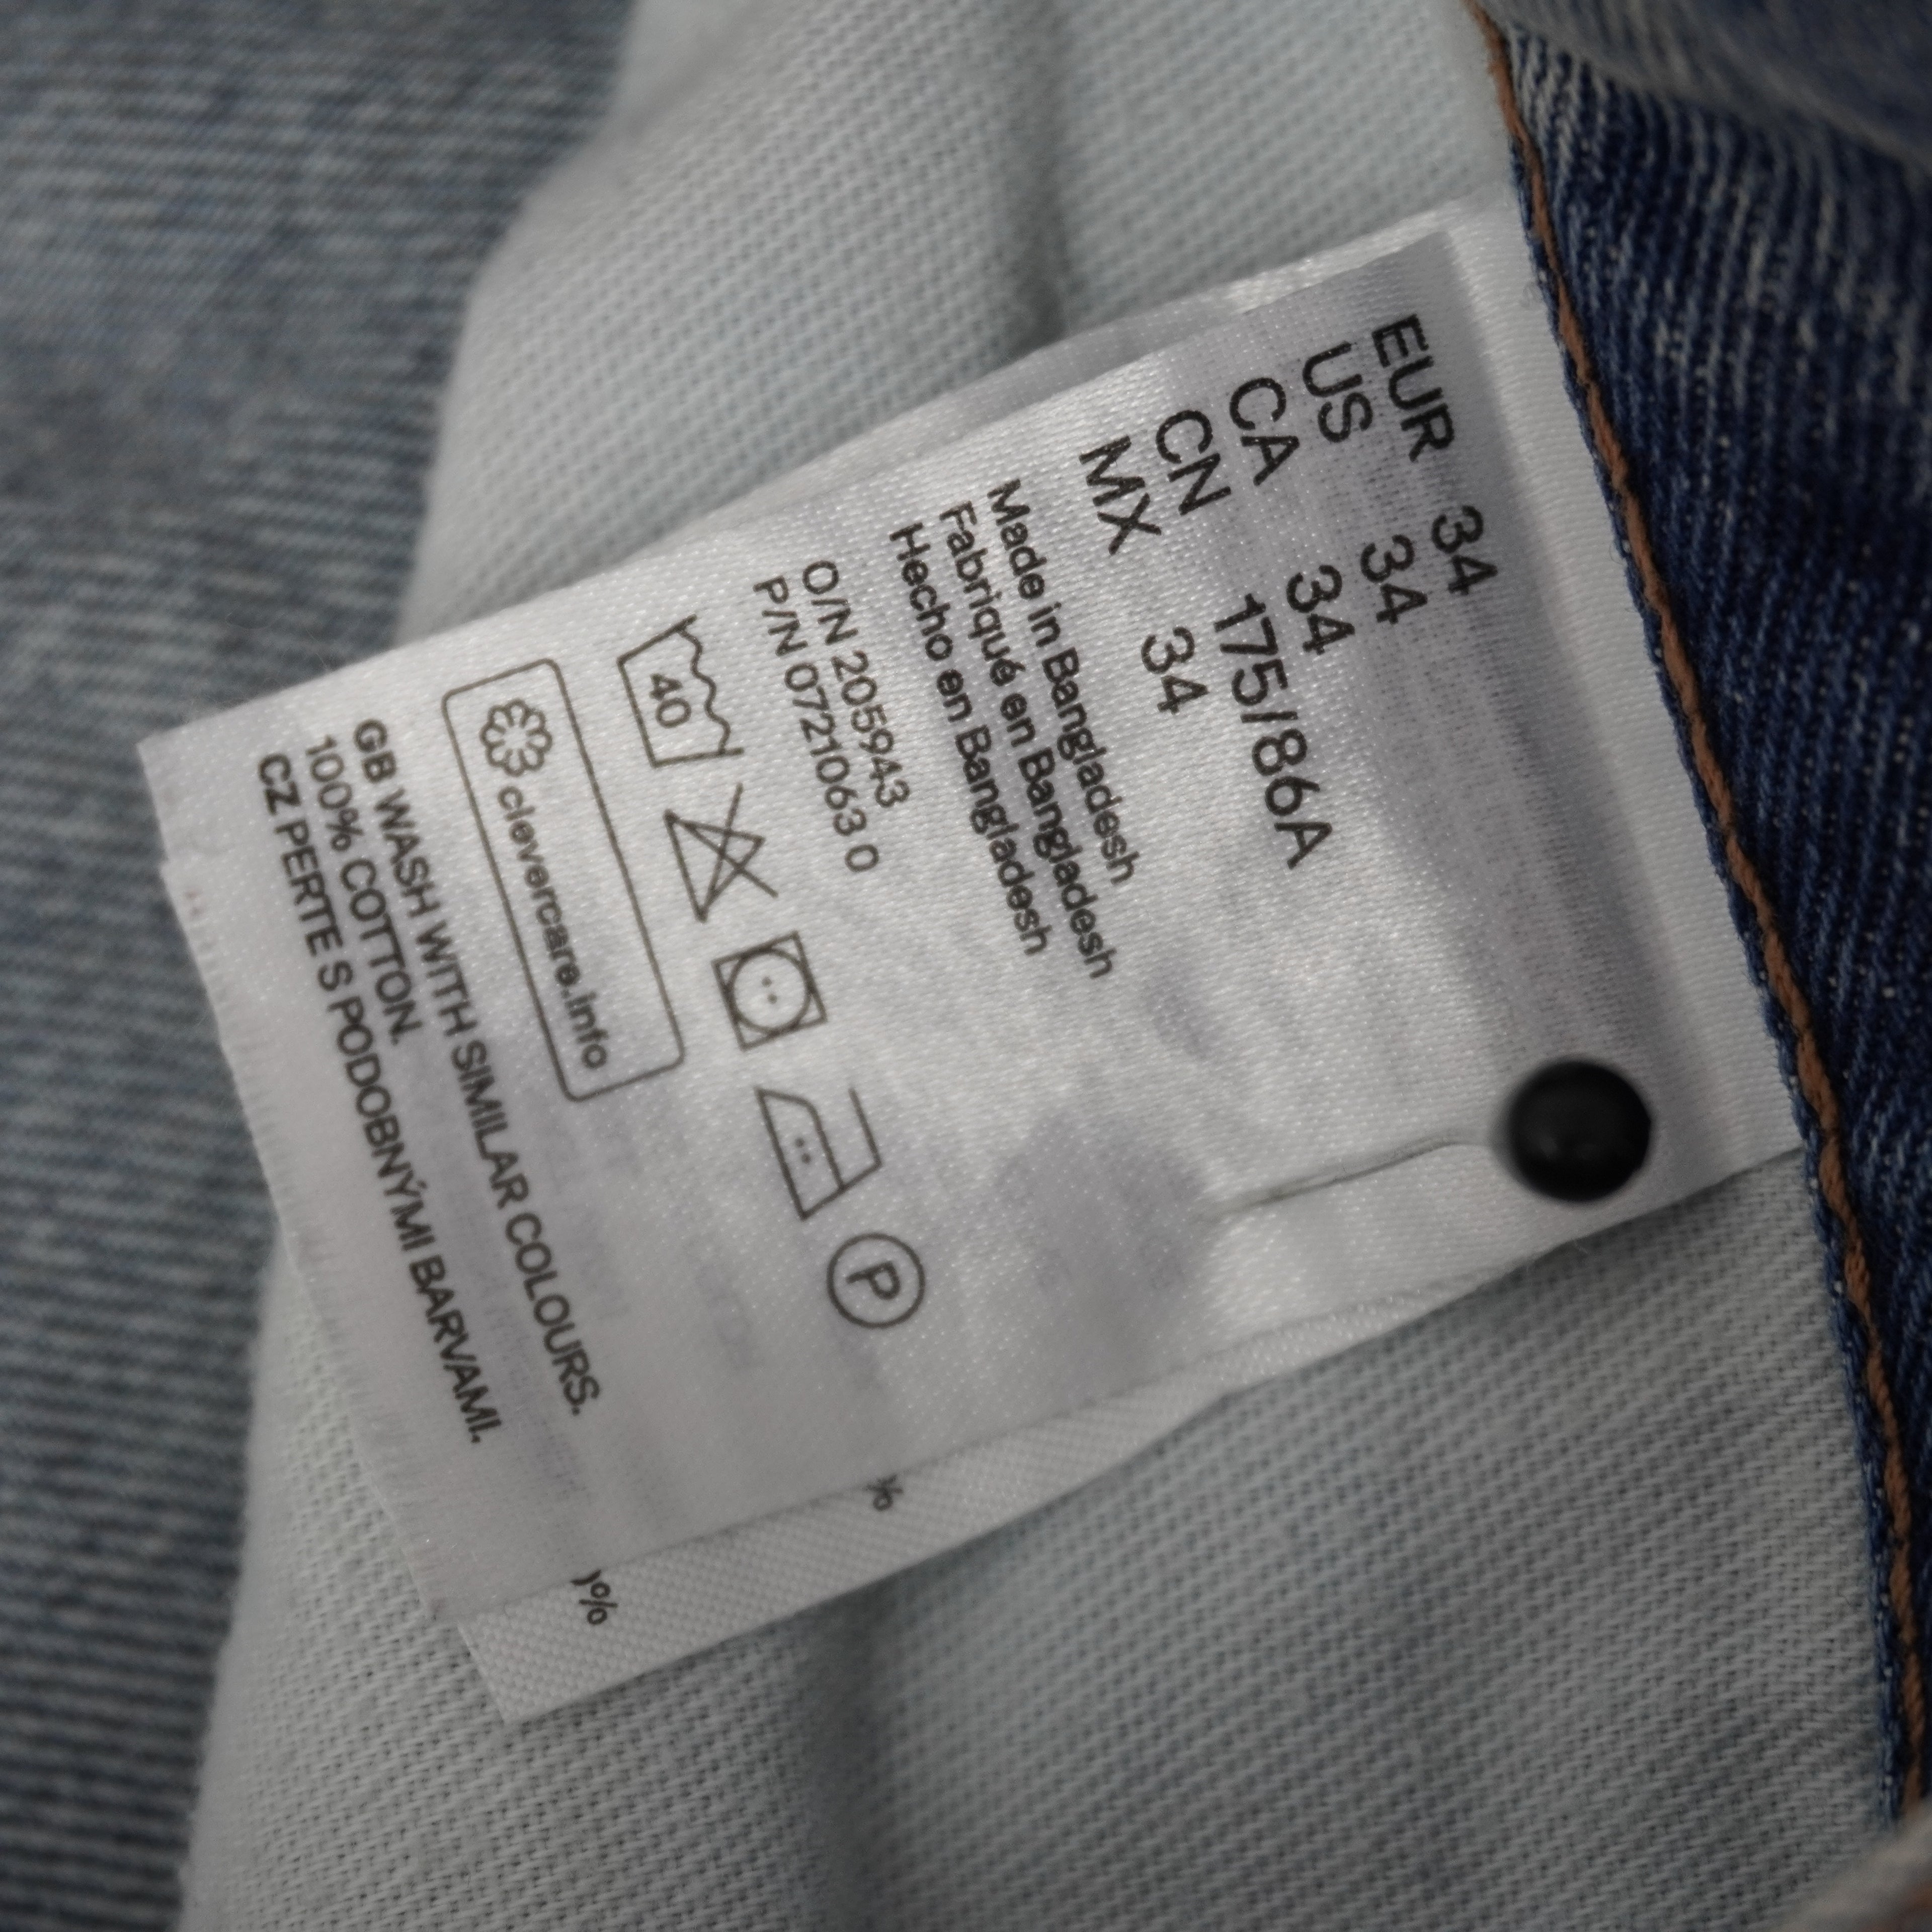 EUR 34
US 34
CA 34
CN 175/86A
MX 34
Made in Bangladesh
Fabriqué en Bangladesh
Hecho en Bangladesh
O/N 205943
P/N 0721063 0
40
P
clevercare.info
GB WASH WITH SIMILAR COLOURS.
100% COTTON.
CZ PERTE S PODOBNÝMI BARVAMI.
%
%